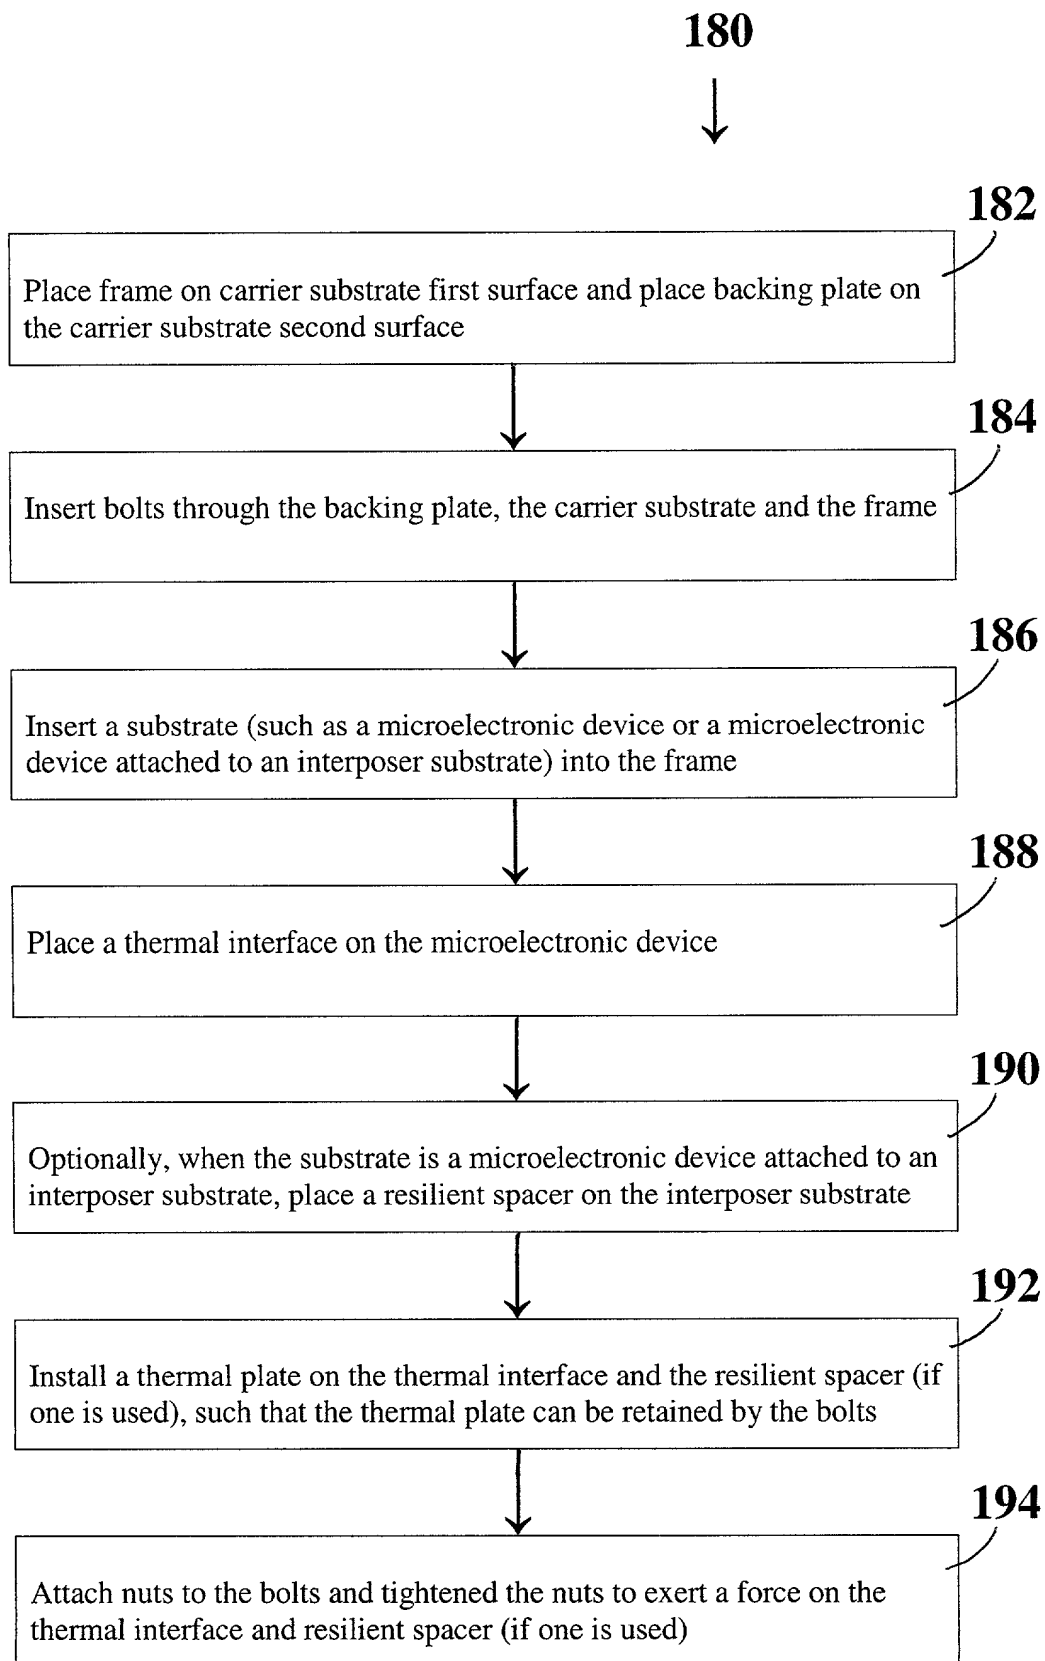 180
182
Place frame on carrier substrate first surface and place backing plate on
the carrier substrate second surface
184
Insert bolts through the backing plate, the carrier substrate and the frame
186
Insert a substrate (such as a microelectronic device or a microelectronic
device attached to an interposer substrate) into the frame
188
Place a thermal interface on the microelectronic device
190
Optionally, when the substrate is a microelectronic device attached to an
interposer substrate, place a resilient spacer on the interposer substrate
192
Install a thermal plate on the thermal interface and the resilient spacer (if
one is used), such that the thermal plate can be retained by the bolts
194
Attach nuts to the bolts and tightened the nuts to exert a force on the
thermal interface and resilient spacer (if one is used)